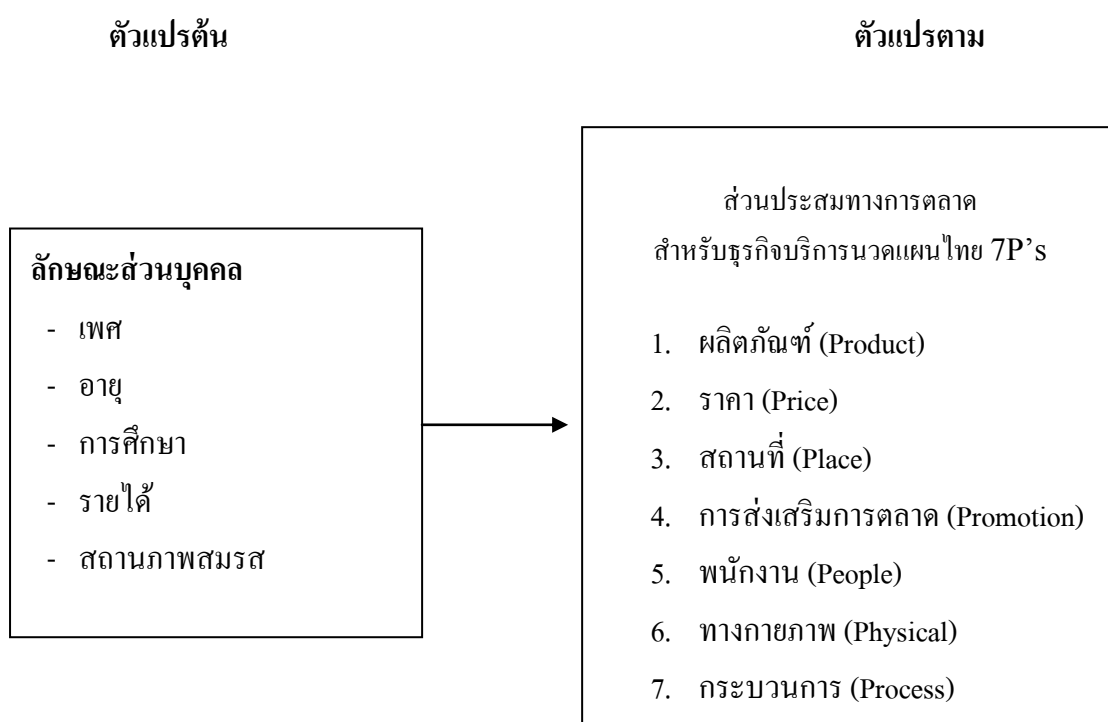 ตัวแปรต้น
ตัวแปรตาม
ลักษณะส่วนบุคคล
- เพศ
- อายุ
- การศึกษา
- รายได้
- สถานภาพสมรส
ส่วนประสมทางการตลาด
สำหรับธุรกิจบริการนวดแผนไทย 7P’s
1. ผลิตภัณฑ์ (Product)
2. ราคา (Price)
3. สถานที่ (Place)
4. การส่งเสริมการตลาด (Promotion)
5. พนักงาน (People)
6. ทางกายภาพ (Physical)
7. กระบวนการ (Process)